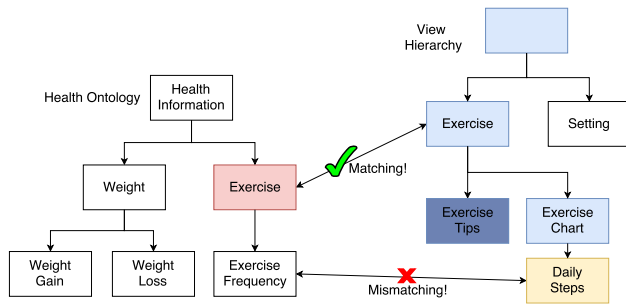 View
Hierarchy
Health Ontology
Health
Information
Exercise
Setting
Matching!
Weight
Exercise
Exercise
Tips
Exercise
Chart
Weight
Gain
Weight
Loss
Exercise
Frequency
Mismatching!
Daily
Steps